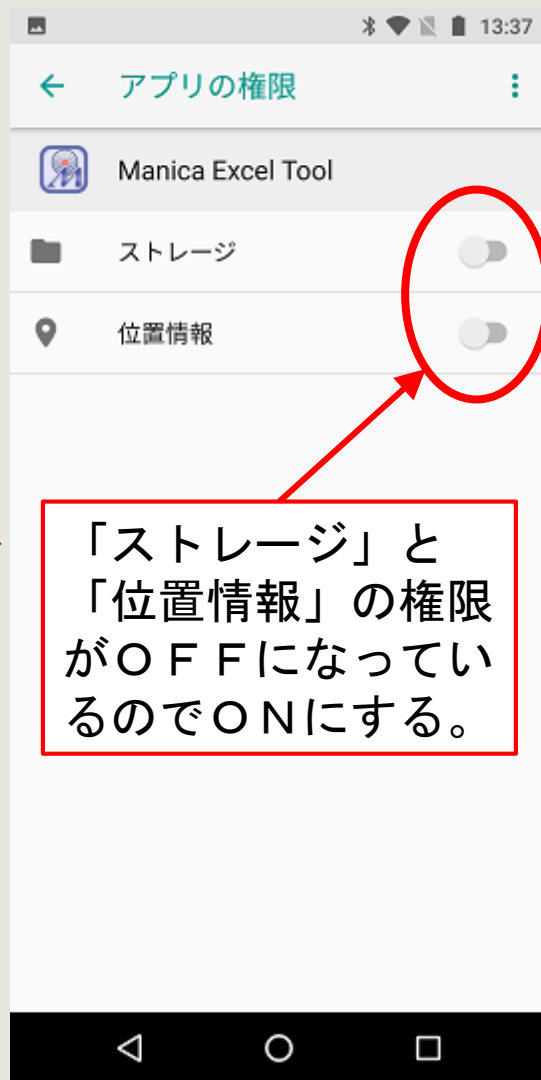 13:37
アプリの権限
Manica Excel Tool
ストレージ
位置情報
「ストレージ」と
「位置情報」の権限
がＯＦＦになってい
るのでＯＮにする。